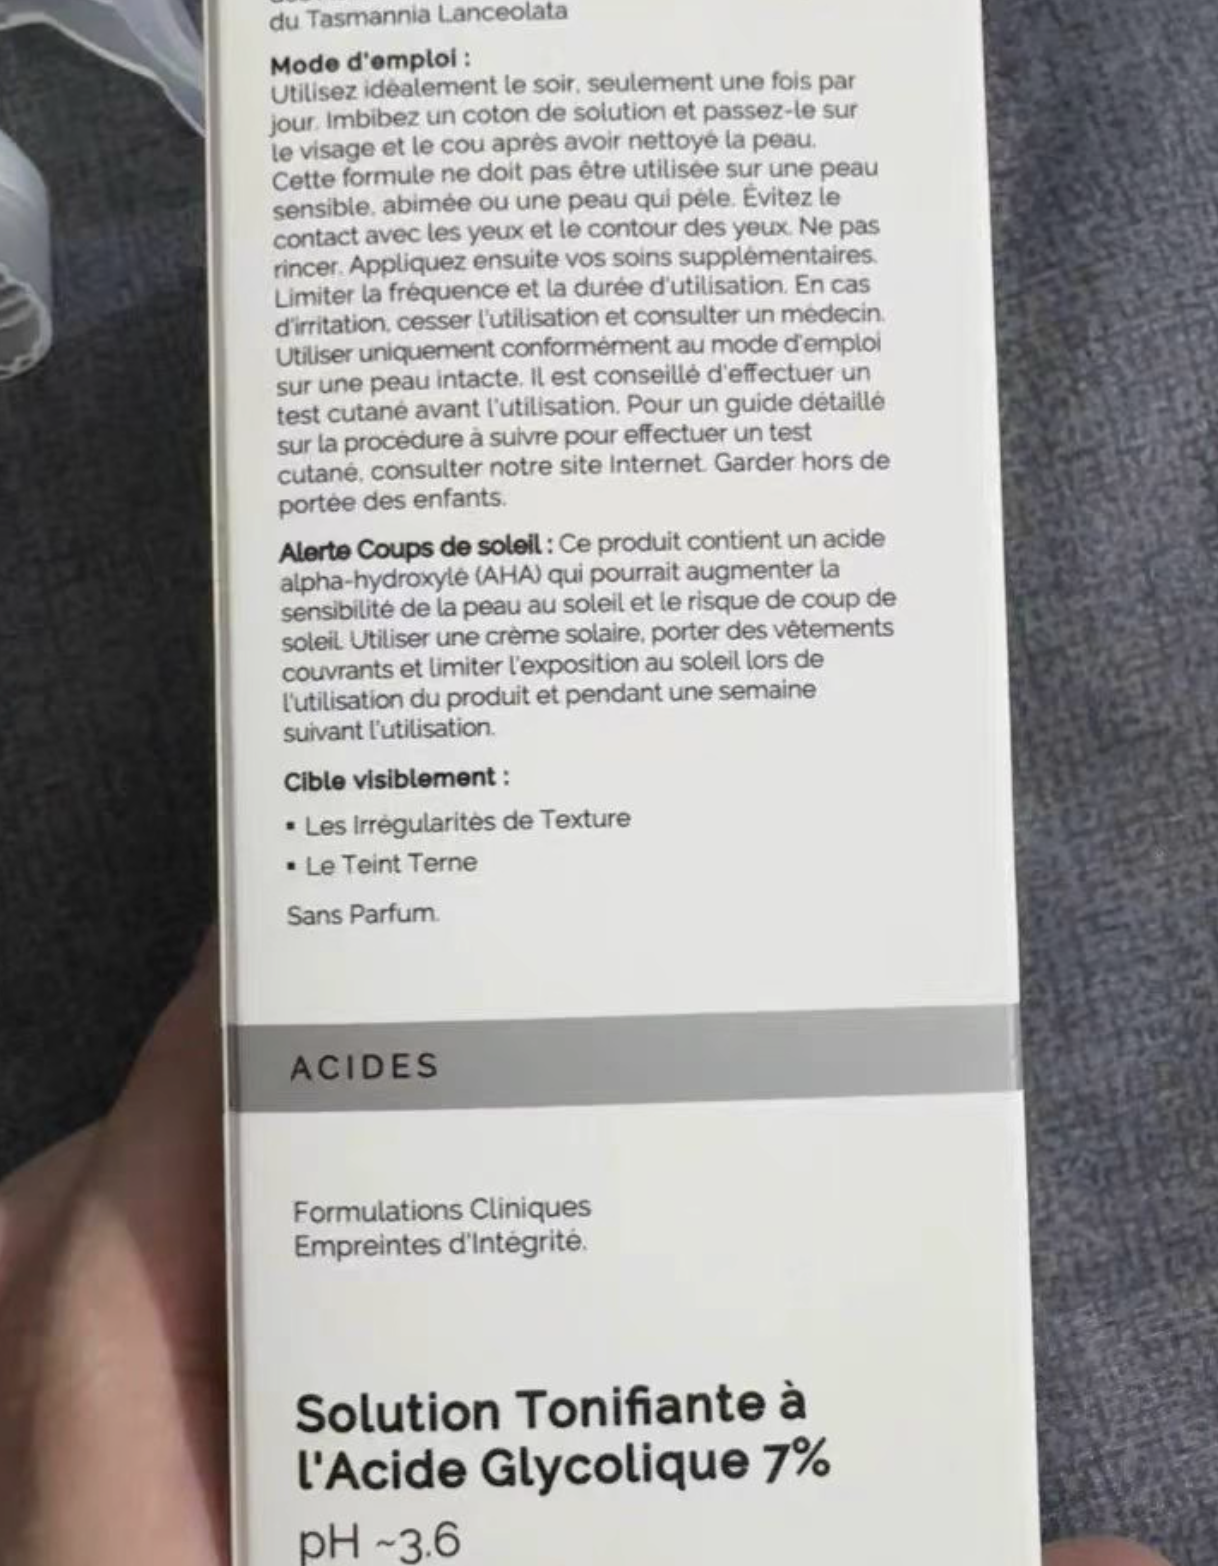 du Tasmannia Lanceolata
Mode d'emploi :
Utilisez idéalement le soir, seulement une fois par
jour. Imbibez un coton de solution et passez-le sur
le visage et le cou après avoir nettoyé la peau.
Cette formule ne doit pas être utilisée sur une peau
sensible, abimée ou une peau qui pèle. Évitez le
contact avec les yeux et le contour des yeux. Ne pas
rincer. Appliquez ensuite vos soins supplémentaires.
Limiter la fréquence et la durée d'utilisation. En cas
d'irritation, cesser l'utilisation et consulter un médecin.
Utiliser uniquement conformément au mode d'emploi
sur une peau intacte. Il est conseillé d'effectuer un
test cutané avant l'utilisation. Pour un guide détaillé
sur la procédure à suivre pour effectuer un test
cutané, consulter notre site Internet. Garder hors de
portée des enfants.
Alerte Coups de soleil : Ce produit contient un acide
alpha-hydroxylé (AHA) qui pourrait augmenter la
sensibilité de la peau au soleil et le risque de coup de
soleil. Utiliser une crème solaire, porter des vêtements
couvrants et limiter l'exposition au soleil lors de
l'utilisation du produit et pendant une semaine
suivant l'utilisation.
Cible visiblement :
▪ Les Irrégularités de Texture
▪ Le Teint Terne
Sans Parfum.
ACIDES
Formulations Cliniques
Empreintes d'Intégrité.
Solution Tonifiante à
l'Acide Glycolique 7%
pH ~3.6